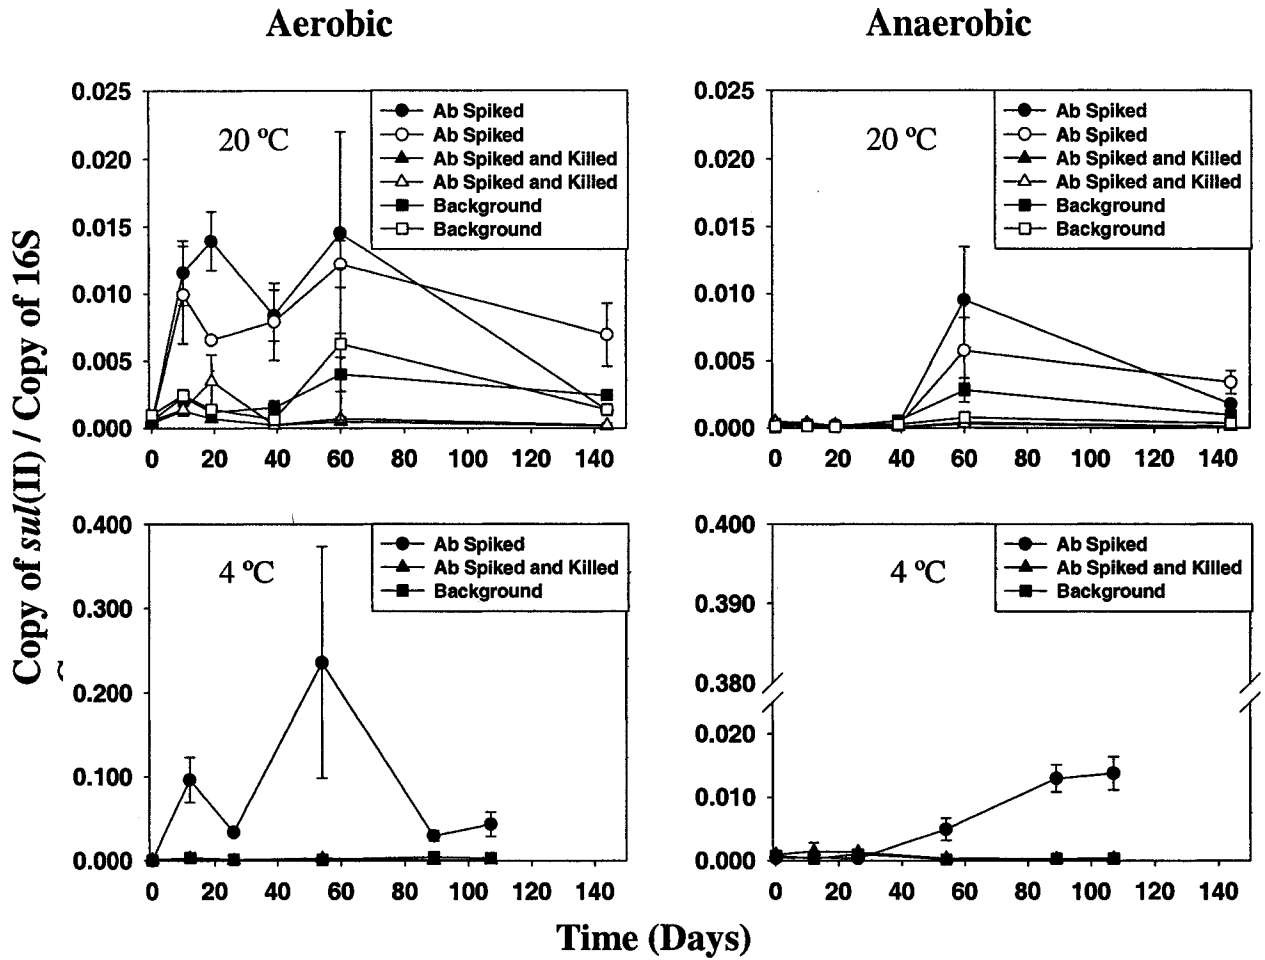 Aerobic
Anaerobic
Copy of sul(II) / Copy of 16S
0.025
0.020
0.015
0.010
0.005
0.000
20 ºC
Ab Spiked
Ab Spiked
Ab Spiked and Killed
Ab Spiked and Killed
Background
Background
0 20 40 60 80 100 120 140
0.025
0.020
0.015
0.010
0.005
0.000
20 ºC
Ab Spiked
Ab Spiked
Ab Spiked and Killed
Ab Spiked and Killed
Background
Background
0 20 40 60 80 100 120 140
0.400
0.300
0.200
0.100
0.000
4 ºC
Ab Spiked
Ab Spiked and Killed
Background
0 20 40 60 80 100 120 140
0.400
0.390
0.380
0.020
0.010
0.000
4 ºC
Ab Spiked
Ab Spiked and Killed
Background
0 20 40 60 80 100 120 140
Time (Days)